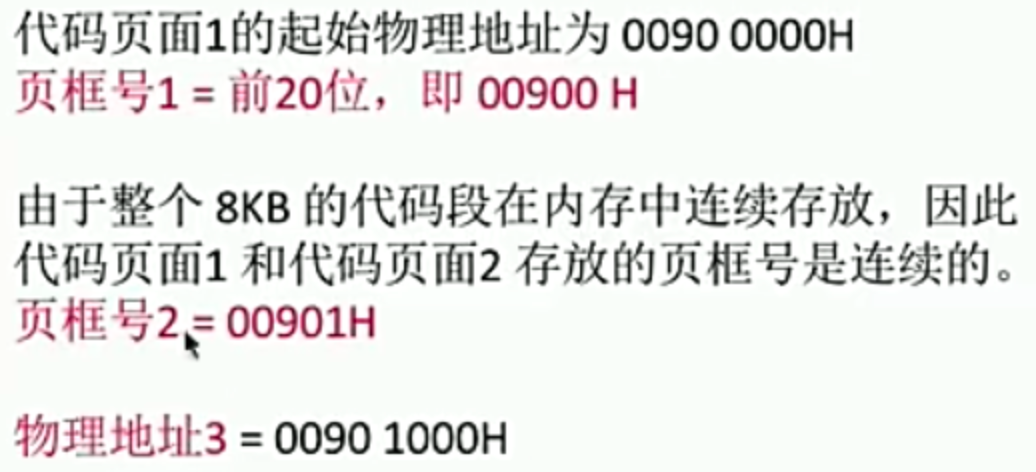 代码页面1的起始物理地址为 0090 0000H
页框号1 = 前20位，即 00900 H
由于整个 8KB 的代码段在内存中连续存放，因此
代码页面1 和代码页面2 存放的页框号是连续的。
页框号2 = 00901H
物理地址3 = 0090 1000H